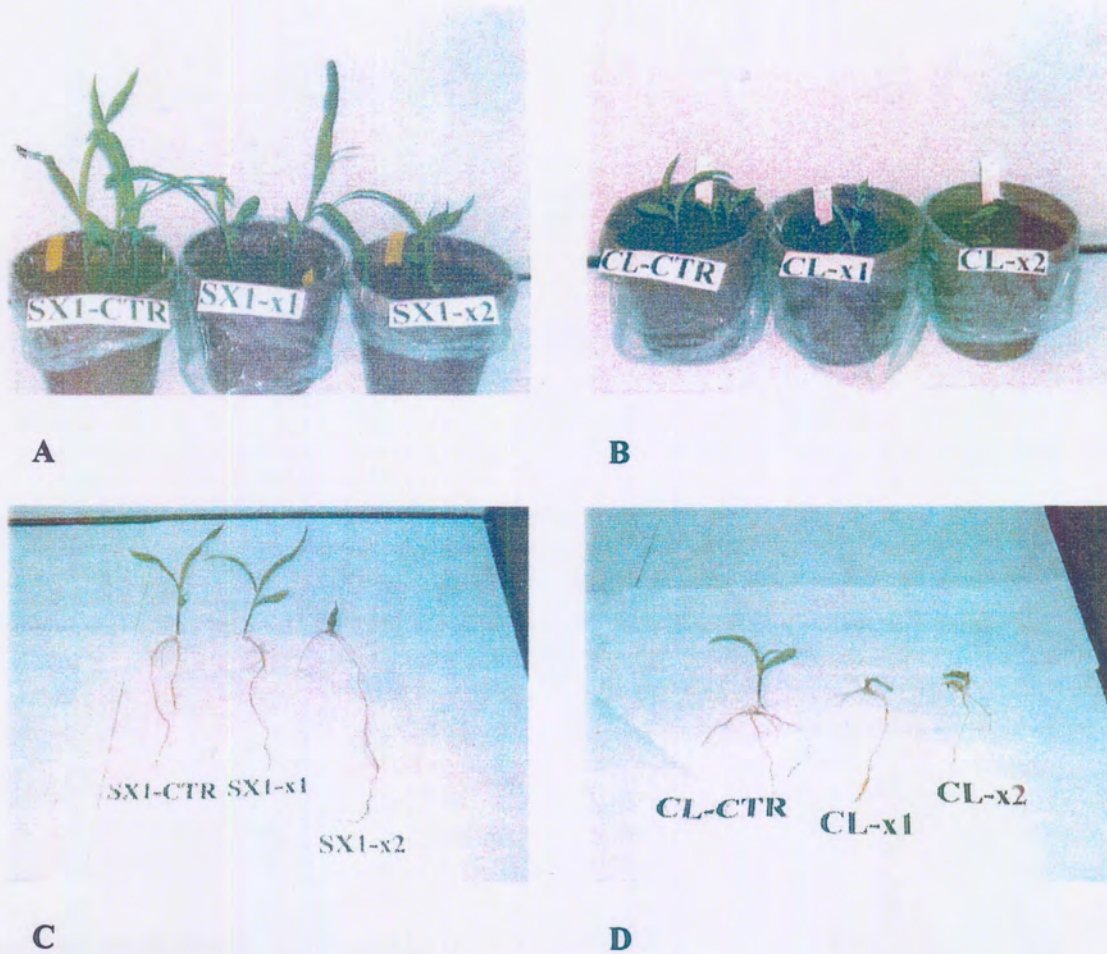 SX1-CTR
SX1-x1
SX1-x2
CL-CTR
CL-x1
CL-x2
A
B
SX1-CTR SX1-x1
SX1-x2
CL-CTR
CL-x1
CL-x2
C
D